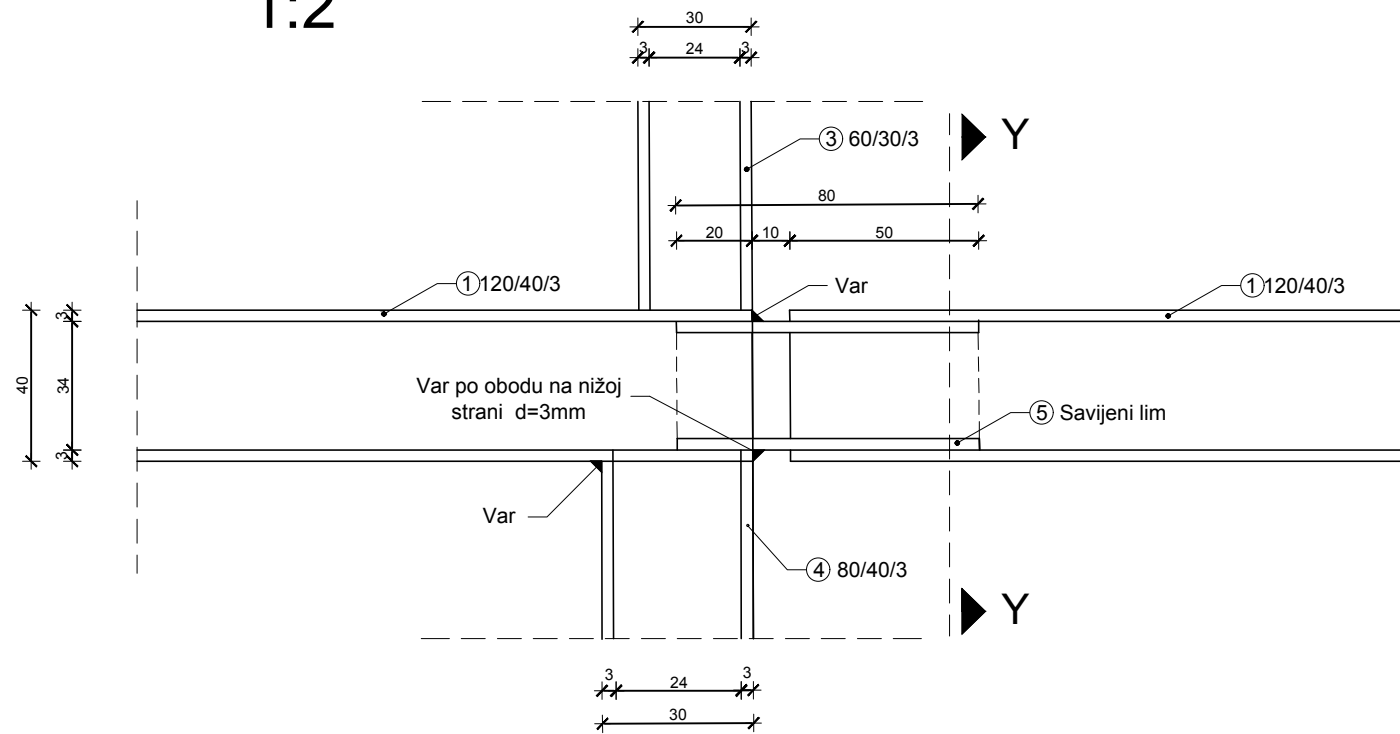 1:2
30
3 24 3
③ 60/30/3
Y
80
20 10 50
① 120/40/3
Var
① 120/40/3
3
40 34
3
Var po obodu na nižoj
strani d=3mm
⑤ Savijeni lim
Var
④ 80/40/3
Y
3 24 3
30